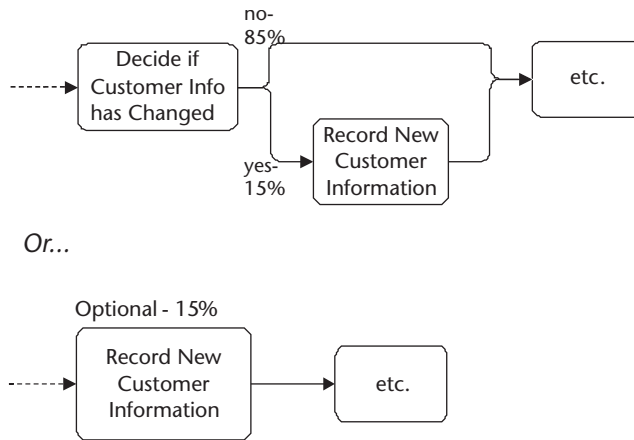 no-
85%
Decide if
Customer Info
has Changed
etc.
yes-
15%
Record New
Customer
Information
Or...
Optional - 15%
Record New
Customer
Information
etc.